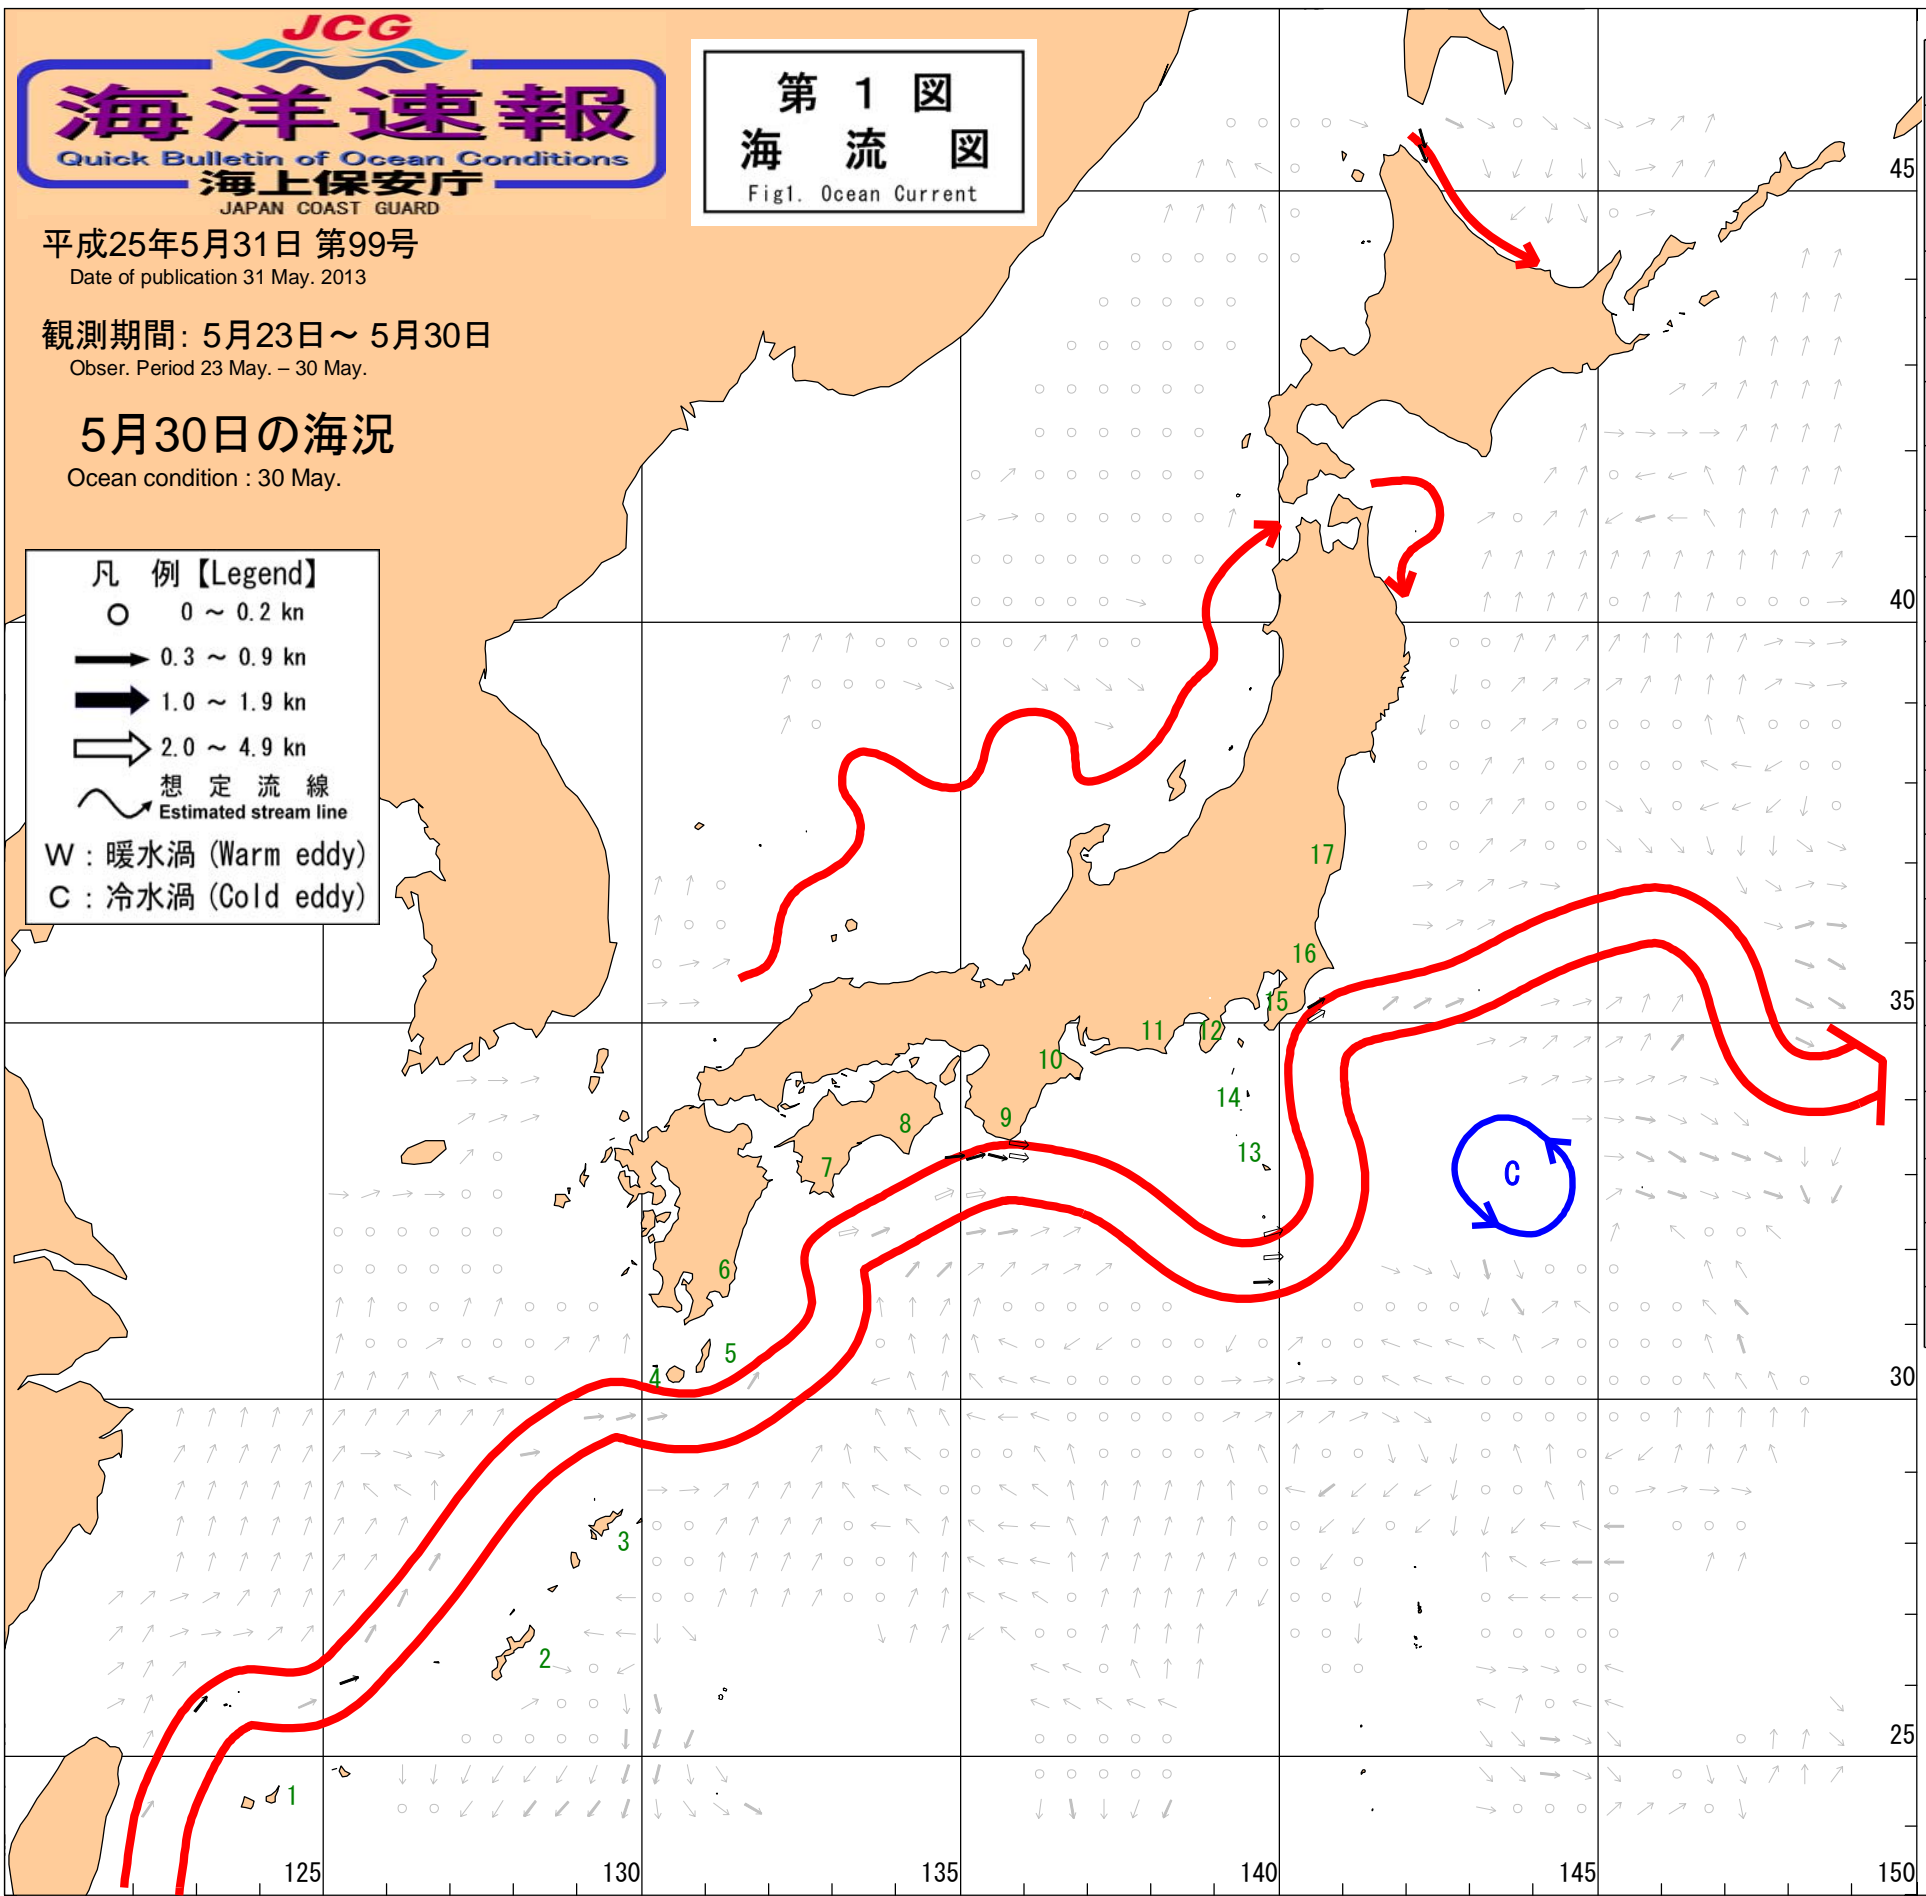 JCG
海洋速報
Quick Bulletin of Ocean Conditions
海上保安庁
JAPAN COAST GUARD
第 1 図
海 流 図
Fig1. Ocean Current
平成25年5月31日 第99号
Date of publication 31 May. 2013
観測期間: 5月23日～ 5月30日
Obser. Period 23 May. – 30 May.
5月30日の海況
Ocean condition : 30 May.
凡 例【Legend】
0 ～ 0.2 kn
0.3 ～ 0.9 kn
1.0 ～ 1.9 kn
2.0 ～ 4.9 kn
想 定 流 線
Estimated stream line
W : 暖水渦 (Warm eddy)
C : 冷水渦 (Cold eddy)
45
40
35
30
25
17
16
15
11
12
10
14
9
8
13
7
C
6
5
4
3
2
1
125
130
135
140
145
150